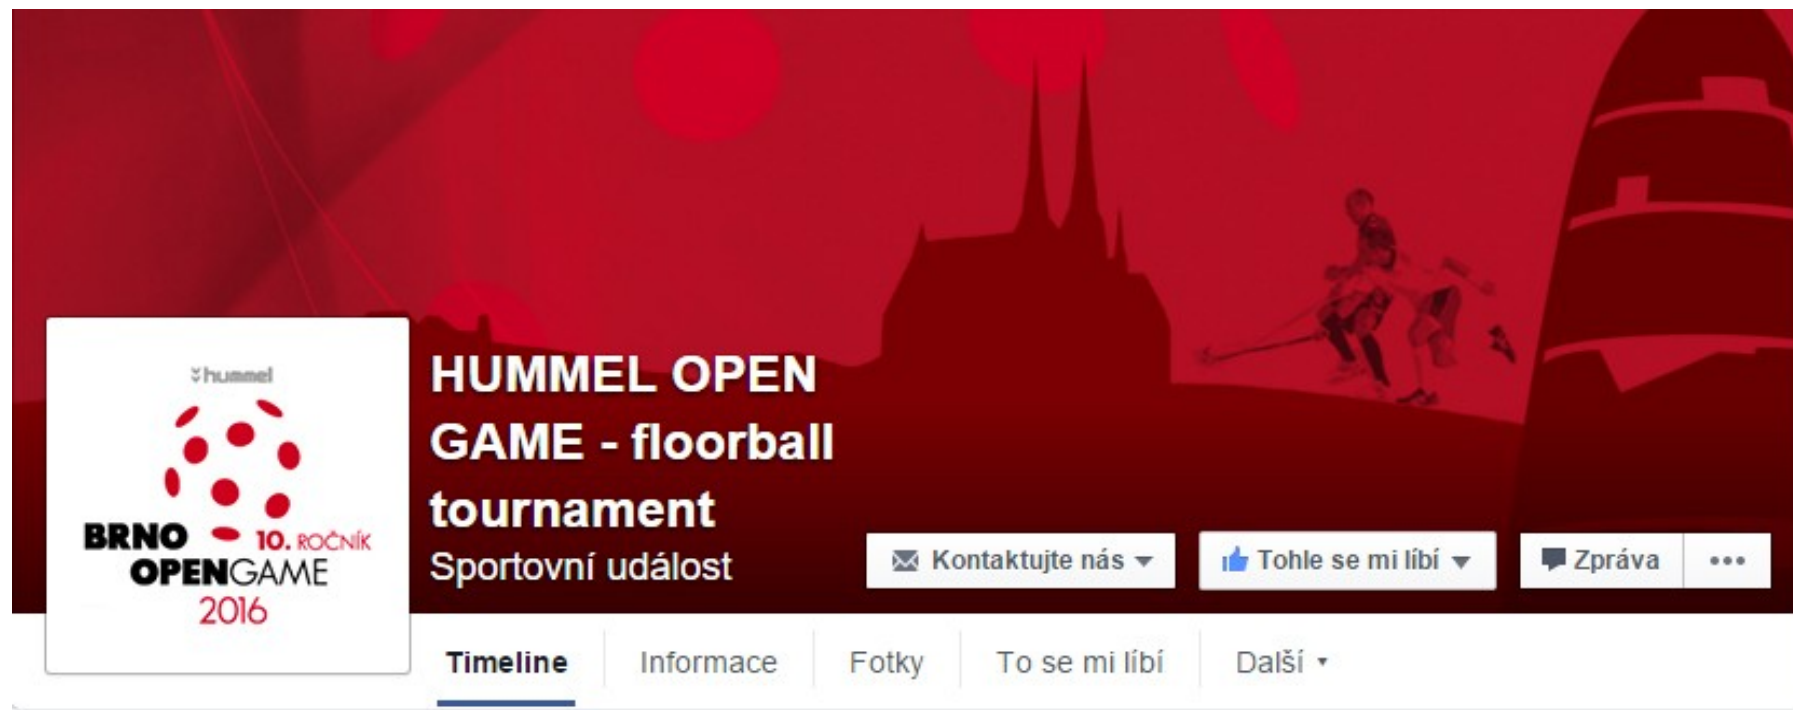 hummel
BRNO 10. ROČNÍK
OPENGAME
2016
HUMMEL OPEN
GAME - floorball
tournament
Sportovní událost
Kontaktujte nás
Tohle se mi líbí
Zpráva
Timeline
Informace
Fotky
To se mi líbí
Další